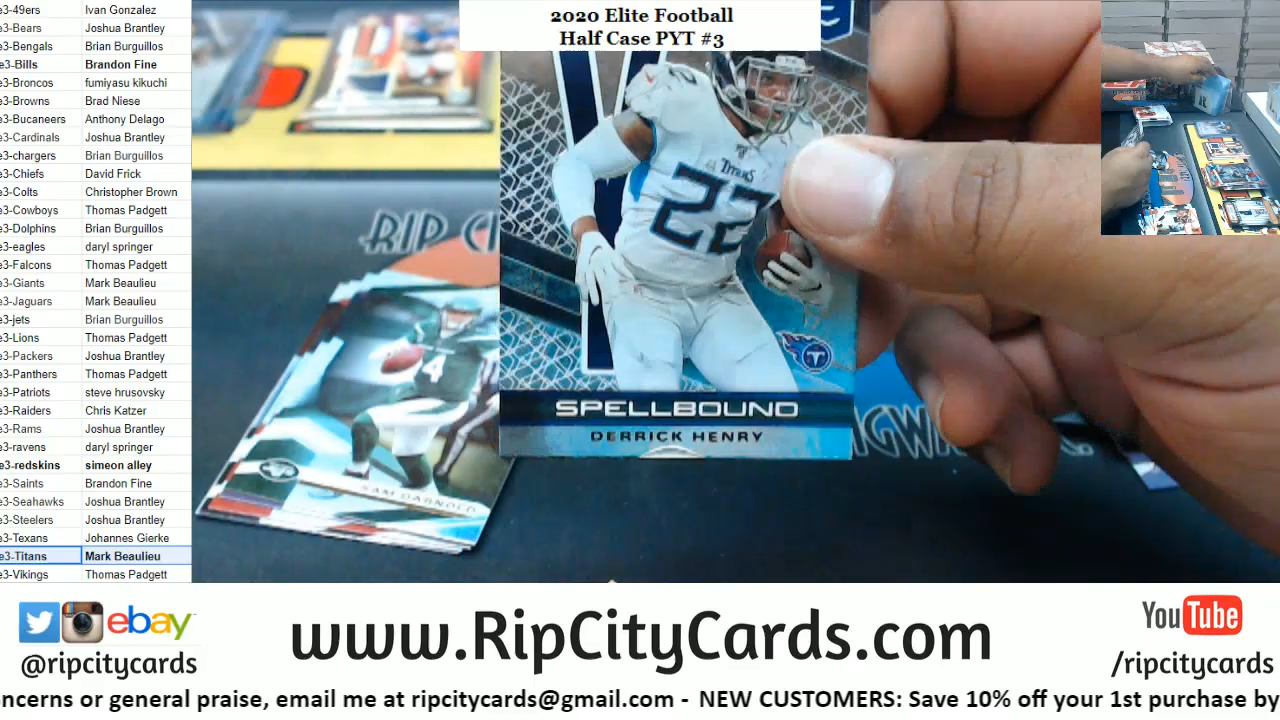 2020 Elite Football
Half Case PYT #3
e3-49ers Ivan Gonzalez
e3-Bears Joshua Brantley
e3-Bengals Brian Burguillos
e3-Bills Brandon Fine
e3-Broncos fumiyasu kikuchi
e3-Browns Brad Niese
e3-Bucaneers Anthony Delago
e3-Cardinals Joshua Brantley
e3-chargers Brian Burguillos
e3-Chiefs David Frick
e3-Colts Christopher Brown
e3-Cowboys Thomas Padgett
e3-Dolphins Brian Burguillos
e3-eagles daryl springer
e3-Falcons Thomas Padgett
e3-Giants Mark Beaulieu
e3-Jaguars Mark Beaulieu
e3-jets Brian Burguillos
e3-Lions Thomas Padgett
e3-Packers Joshua Brantley
e3-Panthers Thomas Padgett
e3-Patriots steve hrusovsky
e3-Raiders Chris Katzer
e3-Rams Joshua Brantley
e3-ravens daryl springer
e3-redskins simeon alley
e3-Saints Brandon Fine
e3-Seahawks Joshua Brantley
e3-Steelers Joshua Brantley
e3-Texans Johannes Gierke
e3-Titans Mark Beaulieu
e3-Vikings Thomas Padgett
RIP CI
TITANS
22
22
T
SPELLBOUND
DERRICK HENRY
SAM DARNOLD
ebay
@ripcitycards
www.RipCityCards.com
YouTube
/ripcitycards
oncerns or general praise, email me at ripcitycards@gmail.com - NEW CUSTOMERS: Save 10% off your 1st purchase by